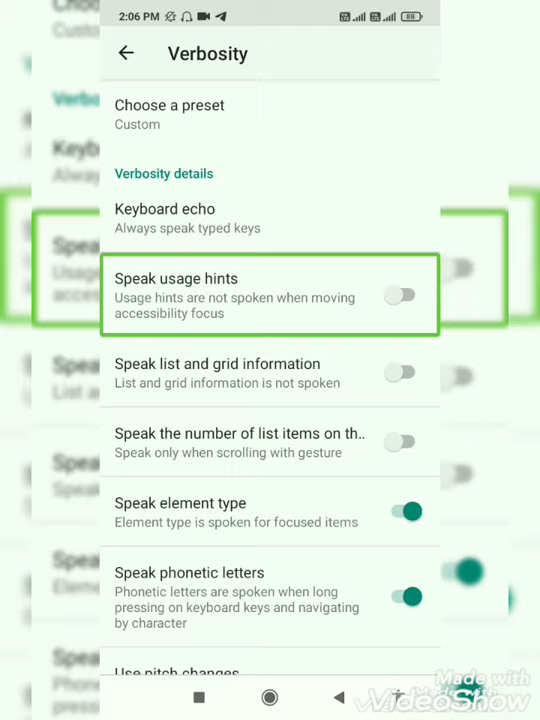 2:06 PM
88
Verbosity
Choose a preset
Custom
Verbosity details
Keyboard echo
Always speak typed keys
Speak usage hints
Usage hints are not spoken when moving
accessibility focus
Speak list and grid information
List and grid information is not spoken
Speak the number of list items on th..
Speak only when scrolling with gesture
Speak element type
Element type is spoken for focused items
Speak phonetic letters
Phonetic letters are spoken when long
pressing on keyboard keys and navigating
by character
Use pitch changes
Made with
VideoShow